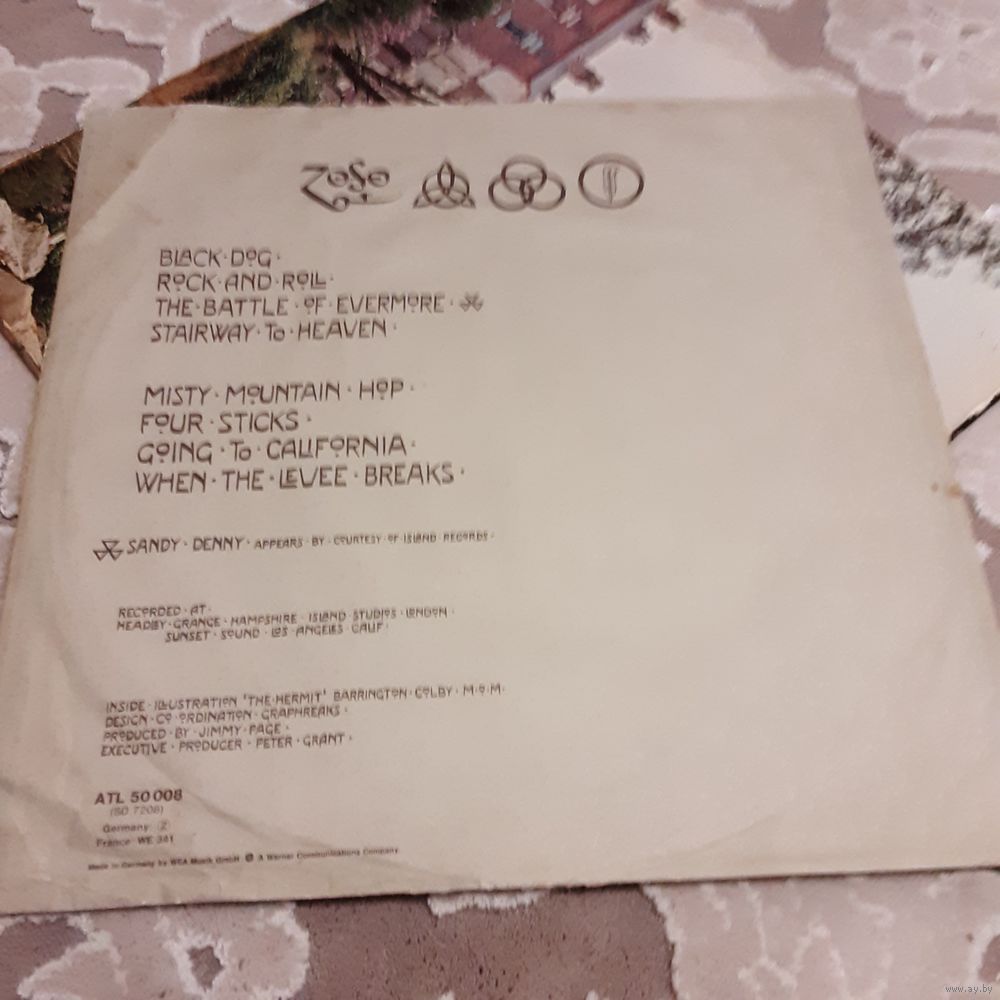 ZOSO
BLACK · DOG ·
ROCK · AND · ROLL ·
THE · BATTLE · OF · EVERMORE ·
STAIRWAY · To · HEAVEN ·
MISTY · MOUNTAIN · HOP ·
FOUR · STICKS ·
GOING · To · CALIFORNIA ·
WHEN · THE · LEVEE · BREAKS ·
SANDY · DENNY · APPEARS · BY · COURTESY · OF · ISLAND · RECORDS ·
RECORDED · AT ·
HEADLEY · GRANGE · HAMPSHIRE · ISLAND · STUDIOS · LONDON ·
SUNSET · SOUND · LOS · ANGELES · CALIF ·
INSIDE · ILLUSTRATION 'THE · HERMIT' BARRINGTON · COLBY · M·O·M·
DESIGN · CO · ORDINATION · GRAPHREAKS ·
PRODUCED · BY · JIMMY · PAGE ·
EXECUTIVE · PRODUCER · PETER · GRANT ·
ATL 50 008
(SD 7208)
Germany: Z
France: WE 341
Made in Germany by WEA Musik GmbH ℗ A Warner Communications Company
www.ay.by